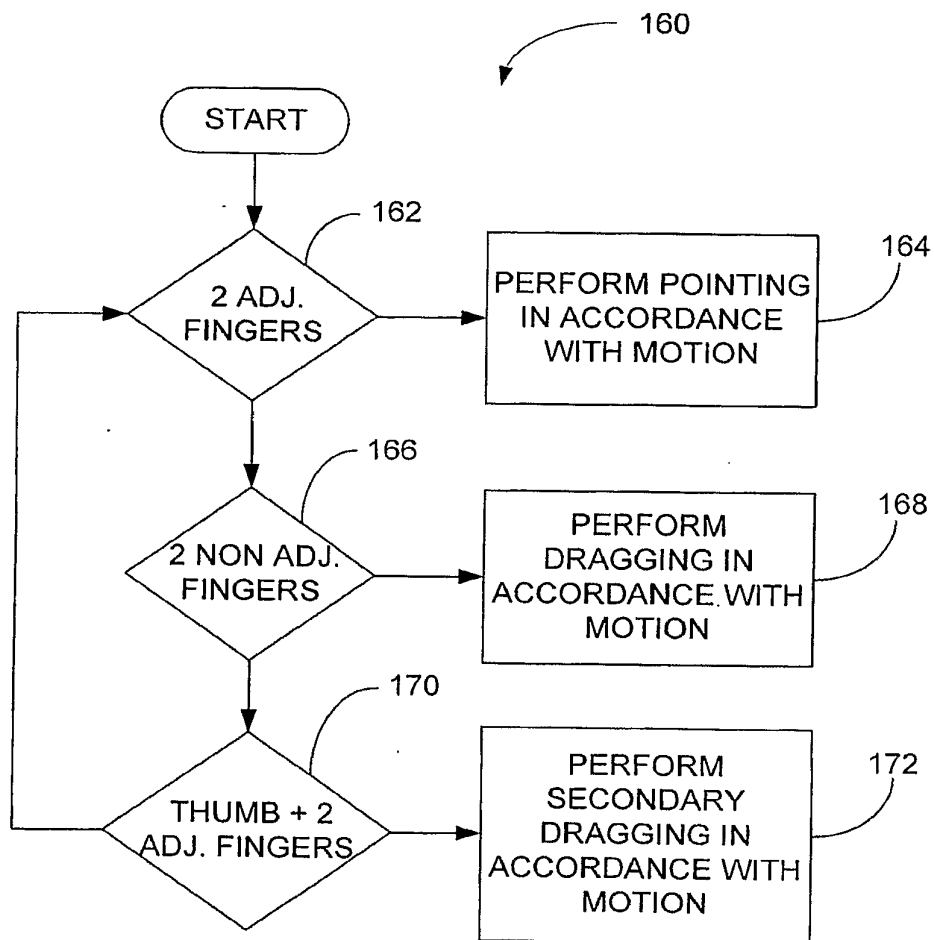 160
START
162
2 ADJ.
FINGERS
PERFORM POINTING
IN ACCORDANCE
WITH MOTION
164
166
2 NON ADJ.
FINGERS
PERFORM
DRAGGING IN
ACCORDANCE WITH
MOTION
168
170
THUMB + 2
ADJ. FINGERS
PERFORM
SECONDARY
DRAGGING IN
ACCORDANCE WITH
MOTION
172